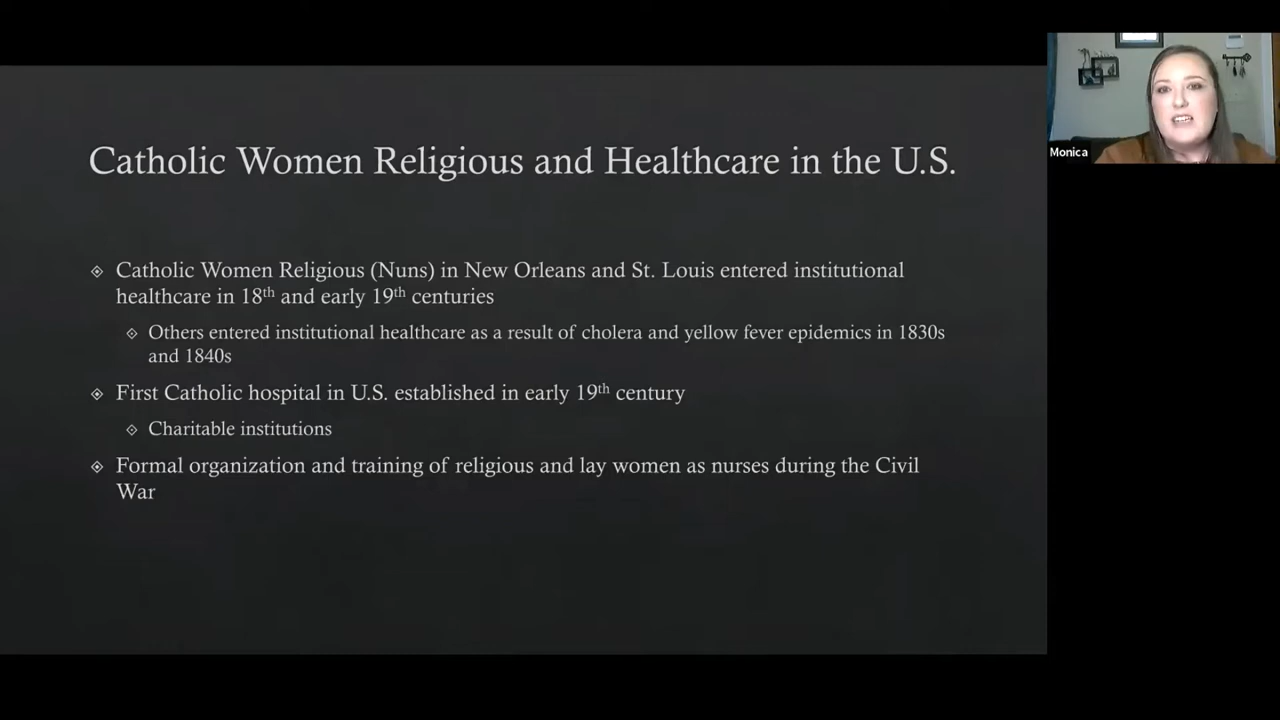 Catholic Women Religious and Healthcare in the U.S.
Monica
Catholic Women Religious (Nuns) in New Orleans and St. Louis entered institutional
healthcare in 18th and early 19th centuries
Others entered institutional healthcare as a result of cholera and yellow fever epidemics in 1830s
and 1840s
First Catholic hospital in U.S. established in early 19th century
Charitable institutions
Formal organization and training of religious and lay women as nurses during the Civil
War